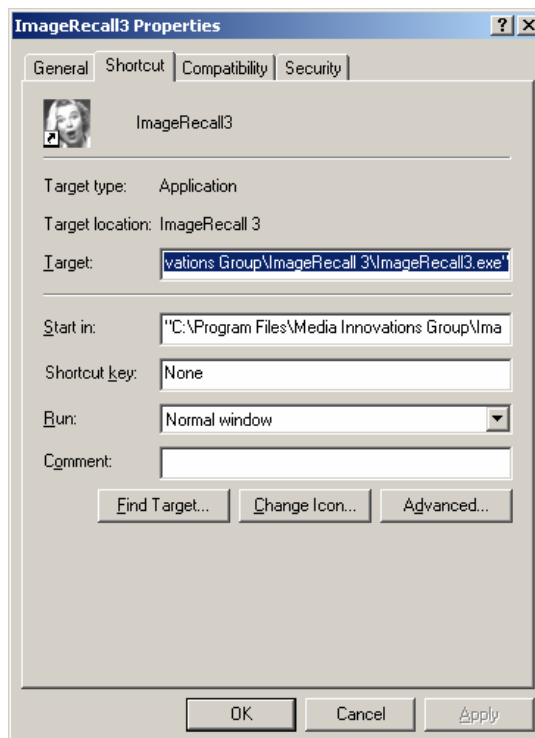 ImageRecall3 Properties
General Shortcut Compatibility Security
ImageRecall3
Target type: Application
Target location: ImageRecall 3
Target: vations Group\ImageRecall 3\ImageRecall3.exe"
Start in: "C:\Program Files\Media Innovations Group\Ima
Shortcut key: None
Run: Normal window
Comment:
Find Target... Change Icon... Advanced...
OK Cancel Apply